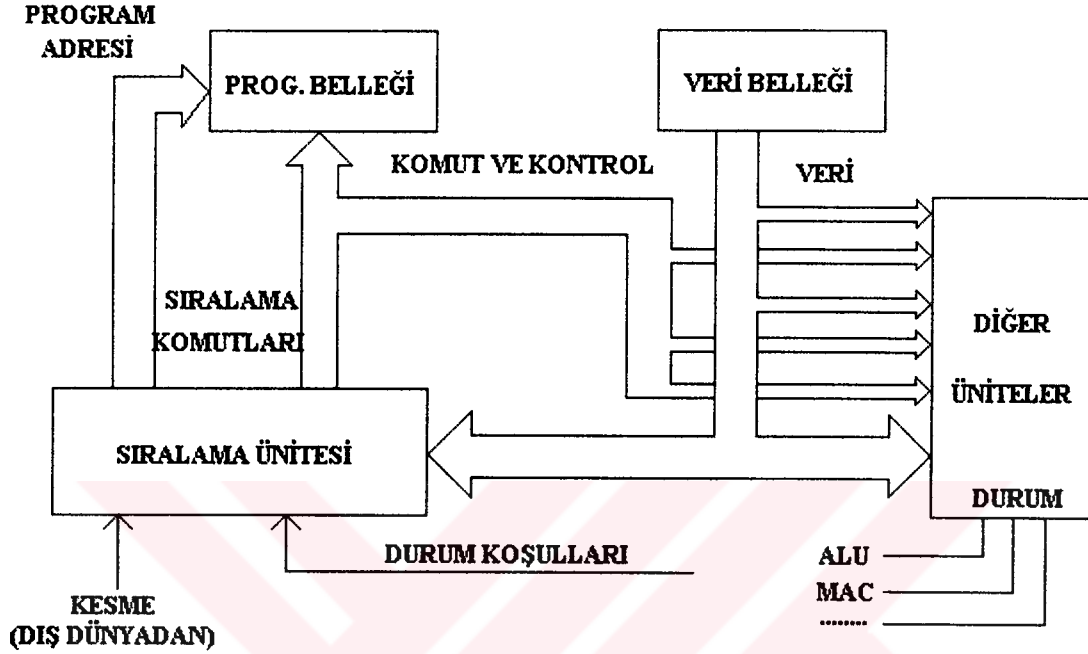 PROGRAM
ADRESİ
PROG. BELLEĞİ
VERİ BELLEĞİ
KOMUT VE KONTROL
VERİ
SIRALAMA
KOMUTLARI
DİĞER
ÜNİTELER
SIRALAMA ÜNİTESİ
DURUM
DURUM KOŞULLARI
ALU
MAC
........
KESME
(DIŞ DÜNYADAN)